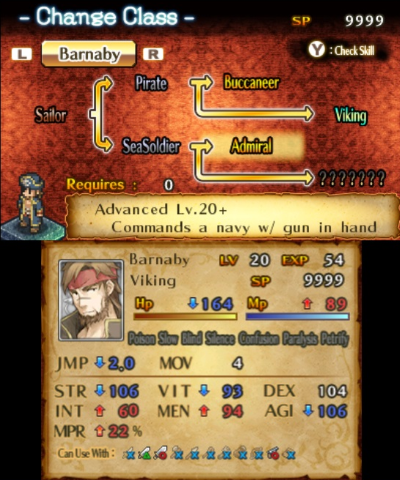 - Change Class -
SP 9999
L Barnaby R
Y : Check Skill
Pirate Buccaneer
Sailor Viking
SeaSoldier Admiral
???????
Requires : 0
Advanced Lv.20+
Commands a navy w/ gun in hand
Barnaby LV 20 EXP 54
Viking SP 9999
Hp 164 Mp 89
Poison Slow Blind Silence Confusion Paralysis Petrify
JMP 2.0 MOV 4
STR 106 VIT 93 DEX 104
INT 60 MEN 94 AGI 106
MPR 22 %
Can Use With :